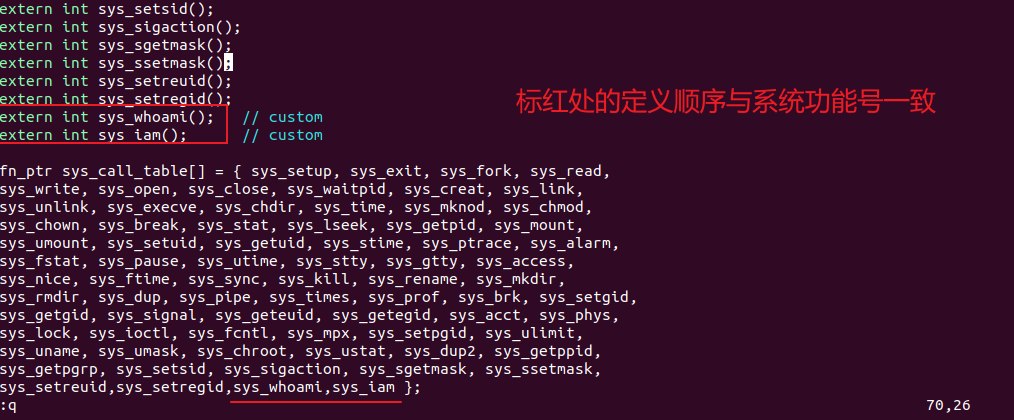 extern int sys_setsid();
extern int sys_sigaction();
extern int sys_sgetmask();
extern int sys_ssetmask();
extern int sys_setreuid();
extern int sys_setregid();
标红处的定义顺序与系统功能号一致
extern int sys_whoami();   // custom
extern int sys_iam();      // custom
fn_ptr sys_call_table[] = { sys_setup, sys_exit, sys_fork, sys_read,
sys_write, sys_open, sys_close, sys_waitpid, sys_creat, sys_link,
sys_unlink, sys_execve, sys_chdir, sys_time, sys_mknod, sys_chmod,
sys_chown, sys_break, sys_stat, sys_lseek, sys_getpid, sys_mount,
sys_umount, sys_setuid, sys_getuid, sys_stime, sys_ptrace, sys_alarm,
sys_fstat, sys_pause, sys_utime, sys_stty, sys_gtty, sys_access,
sys_nice, sys_ftime, sys_sync, sys_kill, sys_rename, sys_mkdir,
sys_rmdir, sys_dup, sys_pipe, sys_times, sys_prof, sys_brk, sys_setgid,
sys_getgid, sys_signal, sys_geteuid, sys_getegid, sys_acct, sys_phys,
sys_lock, sys_ioctl, sys_fcntl, sys_mpx, sys_setpgid, sys_ulimit,
sys_uname, sys_umask, sys_chroot, sys_ustat, sys_dup2, sys_getppid,
sys_getpgrp, sys_setsid, sys_sigaction, sys_sgetmask, sys_ssetmask,
sys_setreuid,sys_setregid,sys_whoami,sys_iam };
:q 70,26